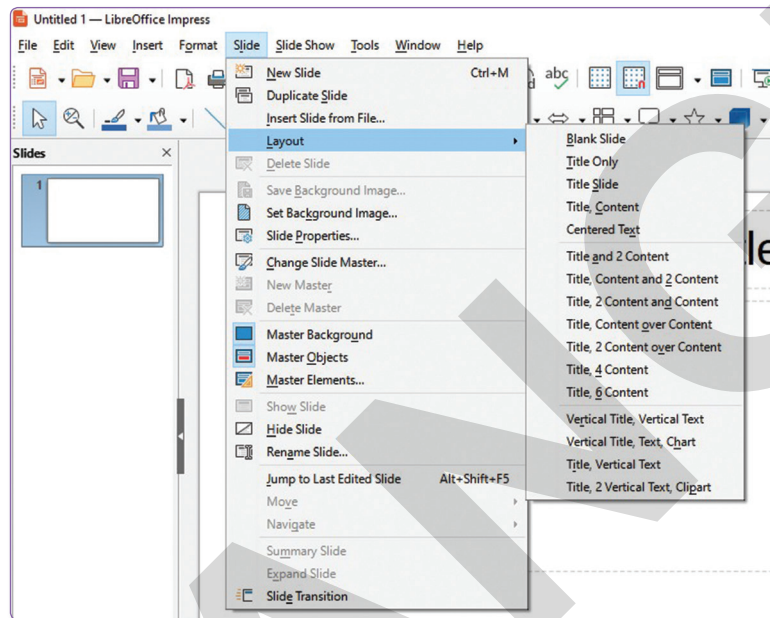 Untitled 1 — LibreOffice Impress
File Edit View Insert Format Slide Slide Show Tools Window Help
New Slide Ctrl+M
Duplicate Slide
Insert Slide from File...
Layout
Delete Slide
Save Background Image...
Set Background Image...
Slide Properties...
Change Slide Master...
New Master
Delete Master
Master Background
Master Objects
Master Elements...
Show Slide
Hide Slide
Rename Slide...
Jump to Last Edited Slide Alt+Shift+F5
Move
Navigate
Summary Slide
Expand Slide
Slide Transition
Blank Slide
Title Only
Title Slide
Title, Content
Centered Text
Title and 2 Content
Title, Content and 2 Content
Title, 2 Content and Content
Title, Content over Content
Title, 2 Content over Content
Title, 4 Content
Title, 6 Content
Vertical Title, Vertical Text
Vertical Title, Text, Chart
Title, Vertical Text
Title, 2 Vertical Text, Clipart
abc
Slides
1